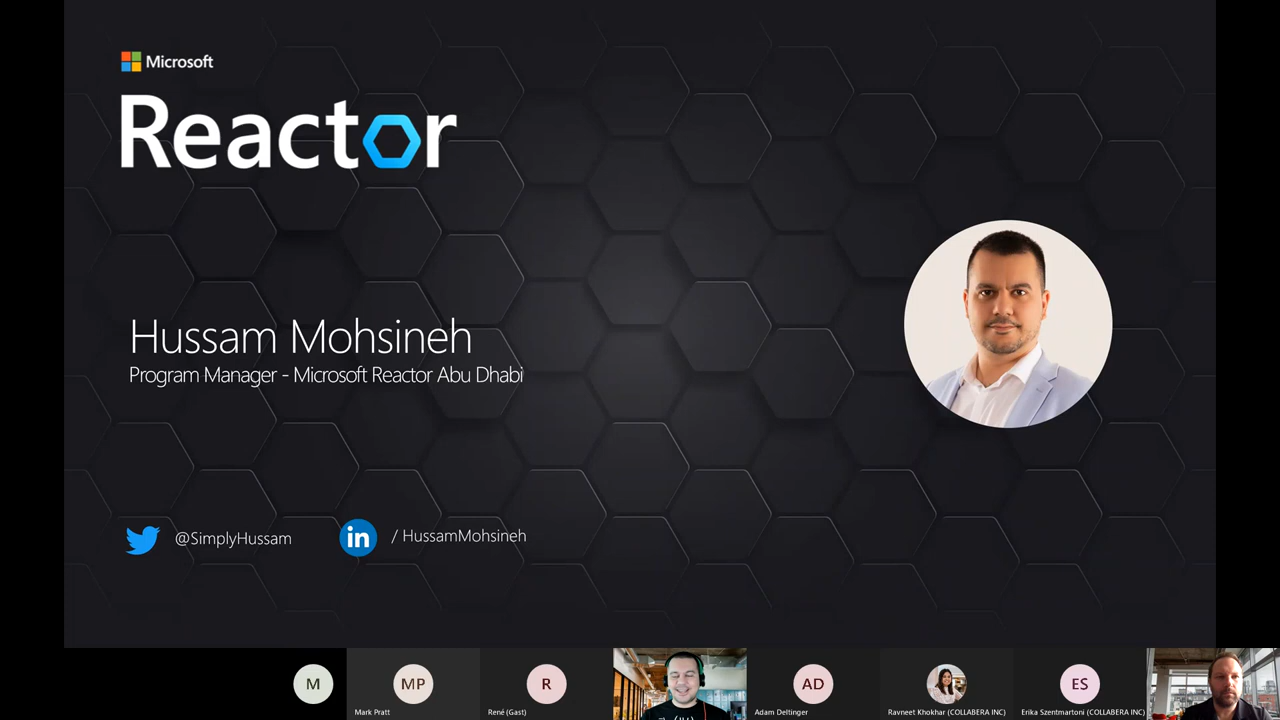 Microsoft
Reactor
Hussam Mohsineh
Program Manager - Microsoft Reactor Abu Dhabi
@SimplyHussam
in / HussamMohsineh
M
MP
R
AD
ES
Mark Pratt
René (Gast)
Adam Deltinger
Ravneet Khokhar (COLLABERA INC)
Erika Szentmartoni (COLLABERA INC)